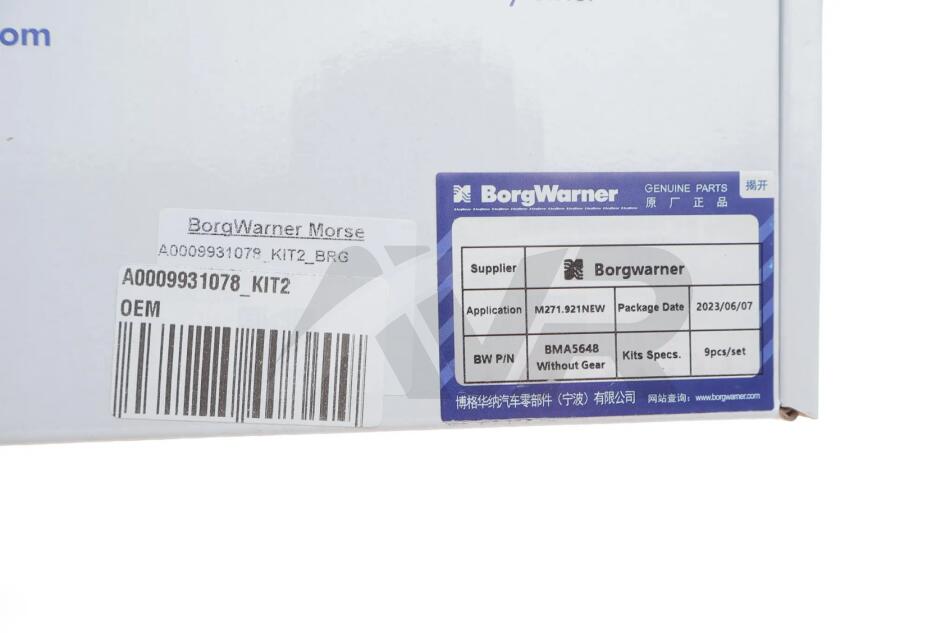 om
BorgWarner Morse
A0009931078_KIT2_BRG
A0009931078_KIT2
OEM
BorgWarner
GENUINE PARTS
原厂正品
揭开
Supplier
Borgwarner
Application
M271.921NEW
Package Date
2023/06/07
BW P/N
BMA5648
Without Gear
Kits Specs.
9pcs/set
博格华纳汽车零部件（宁波）有限公司
网站查询：www.borgwarner.com
AVR